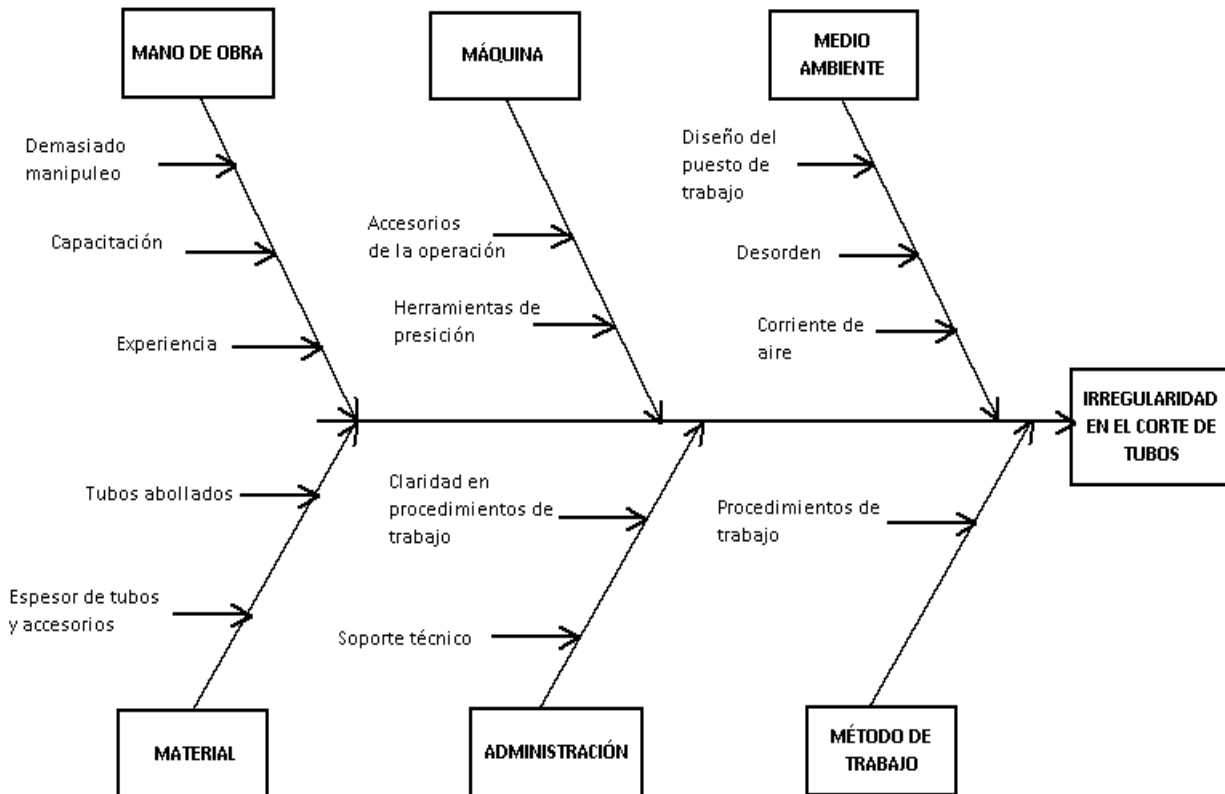 MANO DE OBRA
MÁQUINA
MEDIO
AMBIENTE
Demasiado
manipuleo
Capacitación
Experiencia
Accesorios
de la operación
Herramientas de
presición
Diseño del
puesto de
trabajo
Desorden
Corriente de
aire
IRREGULARIDAD
EN EL CORTE DE
TUBOS
Tubos abollados
Espesor de tubos
y accesorios
Claridad en
procedimientos de
trabajo
Soporte técnico
Procedimientos de
trabajo
MATERIAL
ADMINISTRACIÓN
MÉTODO DE
TRABAJO